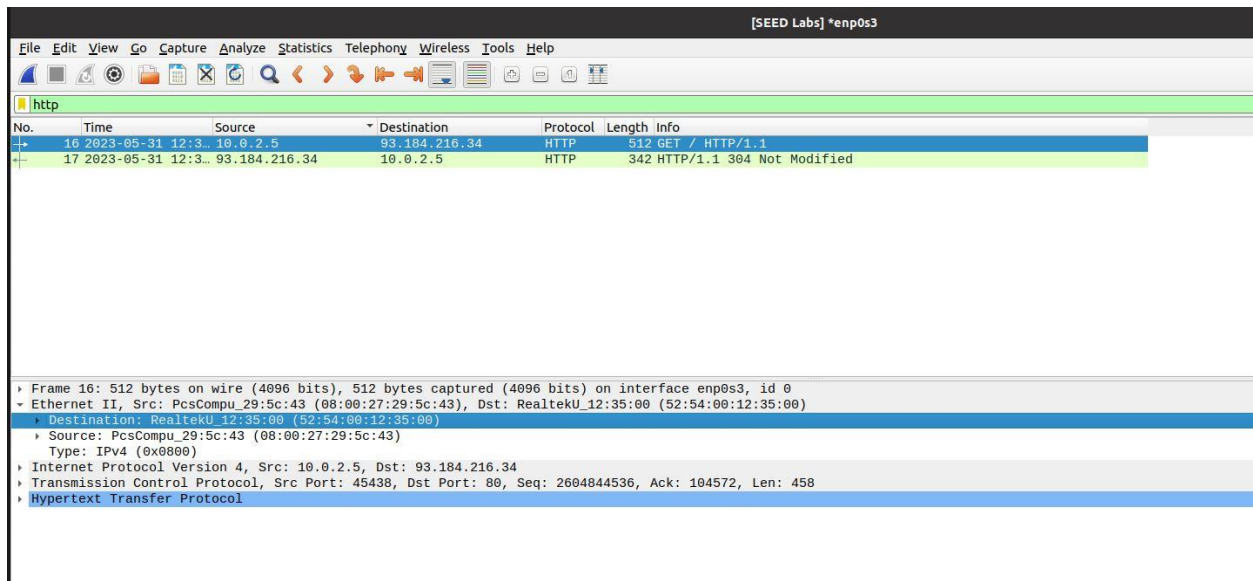 [SEED Labs] *enp0s3
File Edit View Go Capture Analyze Statistics Telephony Wireless Tools Help
http
No. Time Source Destination Protocol Length Info
16 2023-05-31 12:3… 10.0.2.5 93.184.216.34 HTTP 512 GET / HTTP/1.1
17 2023-05-31 12:3… 93.184.216.34 10.0.2.5 HTTP 342 HTTP/1.1 304 Not Modified
Frame 16: 512 bytes on wire (4096 bits), 512 bytes captured (4096 bits) on interface enp0s3, id 0
Ethernet II, Src: PcsCompu_29:5c:43 (08:00:27:29:5c:43), Dst: RealtekU_12:35:00 (52:54:00:12:35:00)
Destination: RealtekU_12:35:00 (52:54:00:12:35:00)
Source: PcsCompu_29:5c:43 (08:00:27:29:5c:43)
Type: IPv4 (0x0800)
Internet Protocol Version 4, Src: 10.0.2.5, Dst: 93.184.216.34
Transmission Control Protocol, Src Port: 45438, Dst Port: 80, Seq: 2604844536, Ack: 104572, Len: 458
Hypertext Transfer Protocol